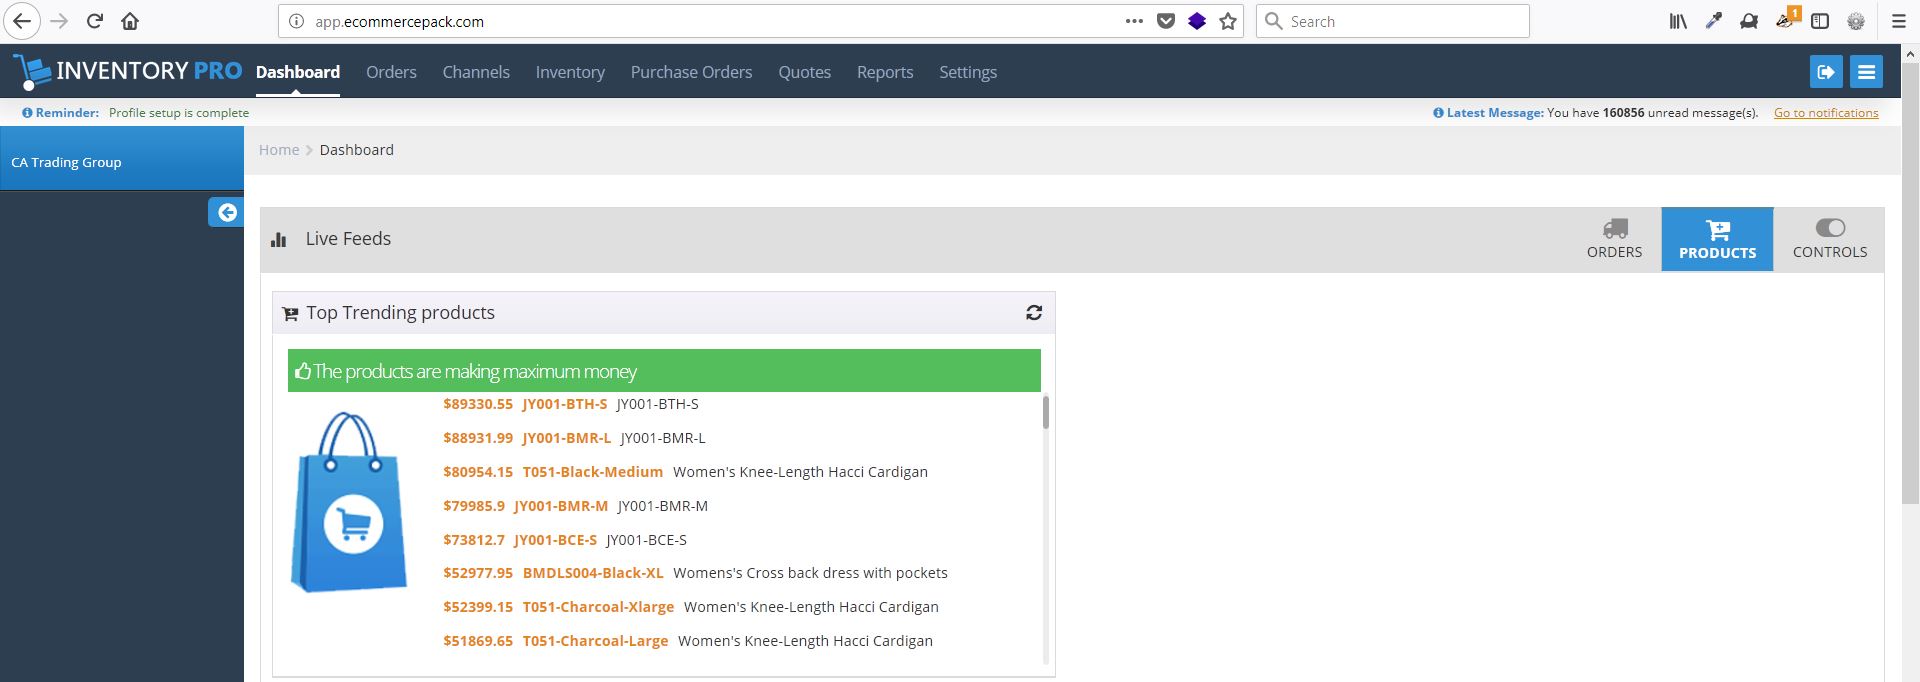 app.ecommercepack.com
Search
1
INVENTORY PRO Dashboard Orders Channels Inventory Purchase Orders Quotes Reports Settings
Reminder: Profile setup is complete
Latest Message: You have 160856 unread message(s). Go to notifications
CA Trading Group
Home Dashboard
Live Feeds
ORDERS
PRODUCTS
CONTROLS
Top Trending products
The products are making maximum money
$89330.55 JY001-BTH-S JY001-BTH-S
$88931.99 JY001-BMR-L JY001-BMR-L
$80954.15 T051-Black-Medium Women's Knee-Length Hacci Cardigan
$79985.9 JY001-BMR-M JY001-BMR-M
$73812.7 JY001-BCE-S JY001-BCE-S
$52977.95 BMDLS004-Black-XL Womens's Cross back dress with pockets
$52399.15 T051-Charcoal-Xlarge Women's Knee-Length Hacci Cardigan
$51869.65 T051-Charcoal-Large Women's Knee-Length Hacci Cardigan